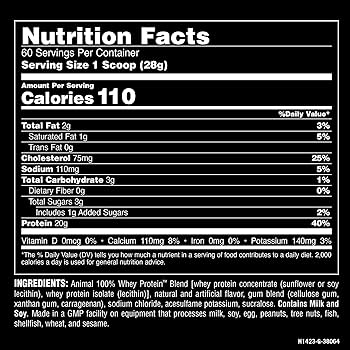 Nutrition Facts
60 Servings Per Container
Serving Size 1 Scoop (28g)
Amount Per Serving
Calories 110
%Daily Value*
Total Fat 2g 3%
Saturated Fat 1g 5%
Trans Fat 0g
Cholesterol 75mg 25%
Sodium 110mg 5%
Total Carbohydrate 3g 1%
Dietary Fiber 0g 0%
Total Sugars 3g
Includes 1g Added Sugars 2%
Protein 20g 40%
Vitamin D 0mcg 0% • Calcium 110mg 8% • Iron 0mg 0% • Potassium 140mg 3%
*The % Daily Value (DV) tells you how much a nutrient in a serving of food contributes to a daily diet. 2,000
calories a day is used for general nutrition advice.
INGREDIENTS: Animal 100% Whey Protein™ Blend [whey protein concentrate (sunflower or soy
lecithin), whey protein isolate (lecithin)], natural and artificial flavor, gum blend (cellulose gum,
xanthan gum, carrageenan), sodium chloride, acesulfame potassium, sucralose. Contains Milk and
Soy. Made in a GMP facility on equipment that processes milk, soy, egg, peanuts, tree nuts, fish,
shellfish, wheat, and sesame.
N1423-G-38064